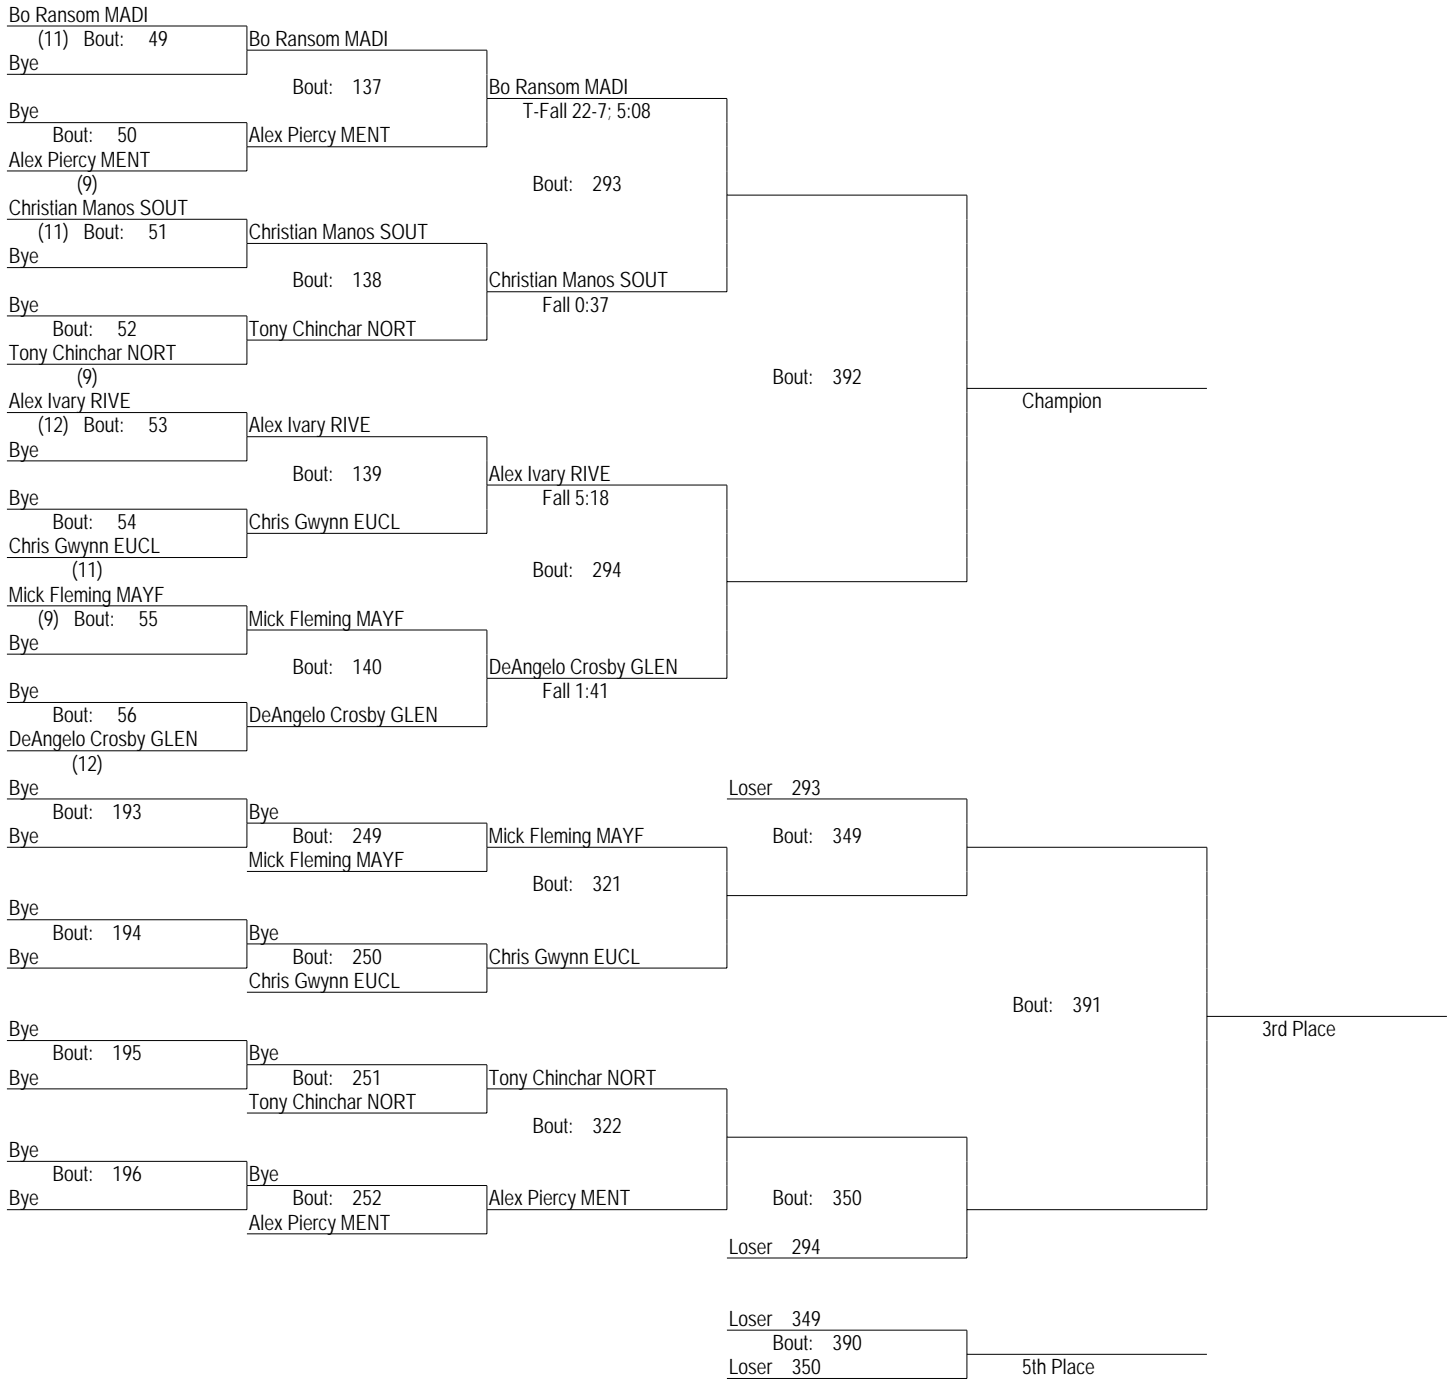 Bo Ransom MADI
(11) Bout: 49
Bo Ransom MADI
Bye
Bout: 137
Bo Ransom MADI
T-Fall 22-7; 5:08
Bye
Bout: 50
Alex Piercy MENT
Alex Piercy MENT
(9)
Bout: 293
Christian Manos SOUT
(11) Bout: 51
Christian Manos SOUT
Bye
Bout: 138
Christian Manos SOUT
Fall 0:37
Bye
Bout: 52
Tony Chinchar NORT
Tony Chinchar NORT
(9)
Bout: 392
Champion
Alex Ivary RIVE
(12) Bout: 53
Alex Ivary RIVE
Bye
Bout: 139
Alex Ivary RIVE
Fall 5:18
Bye
Bout: 54
Chris Gwynn EUCL
Chris Gwynn EUCL
(11)
Bout: 294
Mick Fleming MAYF
(9) Bout: 55
Mick Fleming MAYF
Bye
Bout: 140
DeAngelo Crosby GLEN
Fall 1:41
Bye
Bout: 56
DeAngelo Crosby GLEN
DeAngelo Crosby GLEN
(12)
Bye
Bout: 193
Bye
Bye
Bout: 249
Mick Fleming MAYF
Mick Fleming MAYF
Loser 293
Bout: 349
Bout: 321
Bye
Bout: 194
Bye
Bye
Bout: 250
Chris Gwynn EUCL
Chris Gwynn EUCL
Bout: 391
3rd Place
Bye
Bout: 195
Bye
Bye
Bout: 251
Tony Chinchar NORT
Tony Chinchar NORT
Bout: 322
Bye
Bout: 196
Bye
Bye
Bout: 252
Alex Piercy MENT
Alex Piercy MENT
Bout: 350
Loser 294
Loser 349
Bout: 390
Loser 350
5th Place